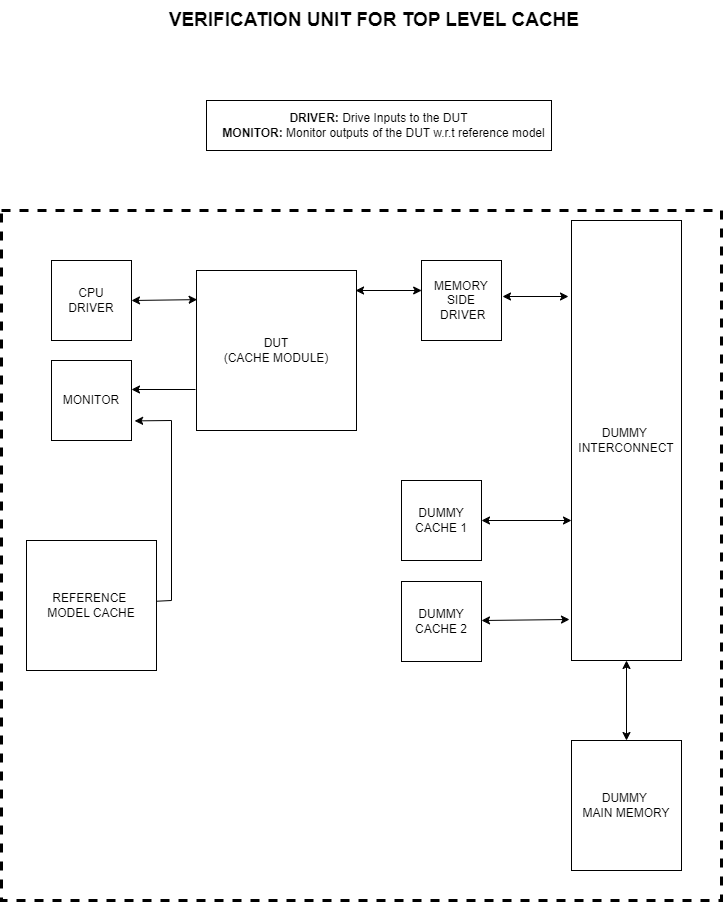 VERIFICATION UNIT FOR TOP LEVEL CACHE
DRIVER: Drive Inputs to the DUT
MONITOR: Monitor outputs of the DUT w.r.t reference model
CPU
DRIVER
DUT
(CACHE MODULE)
MEMORY
SIDE
DRIVER
MONITOR
DUMMY
INTERCONNECT
DUMMY
CACHE 1
REFERENCE
MODEL CACHE
DUMMY
CACHE 2
DUMMY
MAIN MEMORY